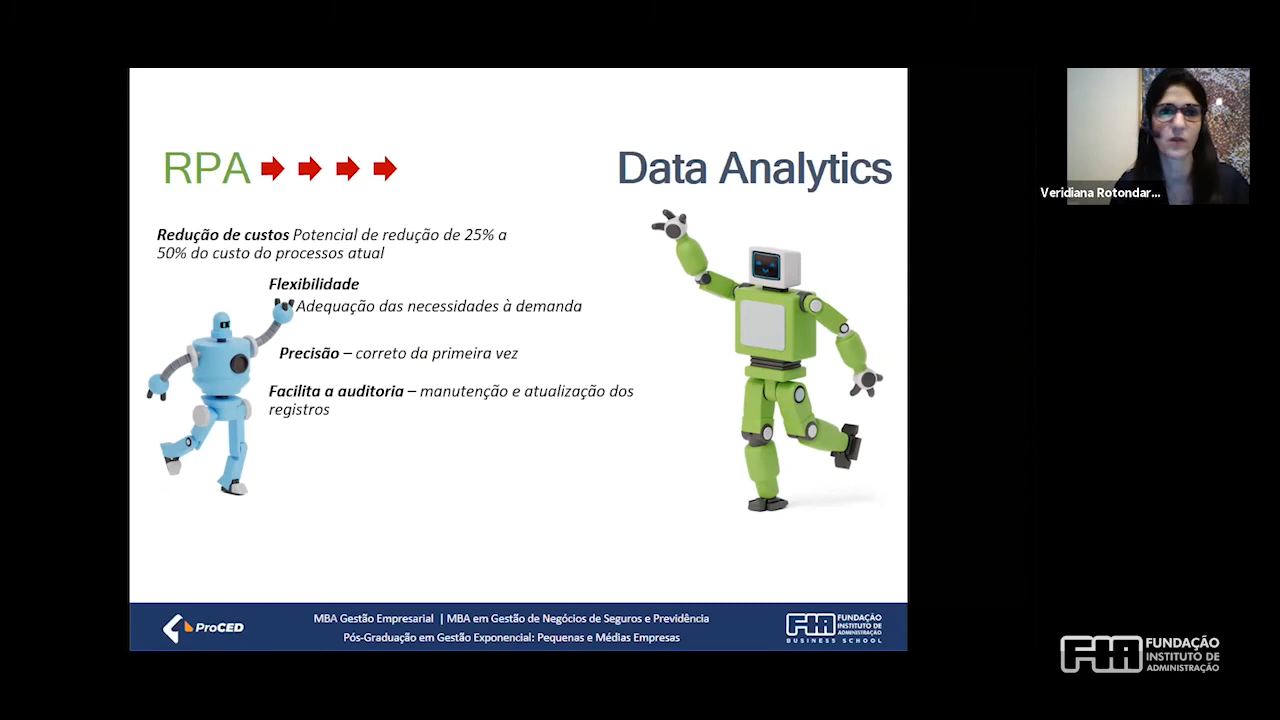 RPA
Data Analytics
Redução de custos Potencial de redução de 25% a
50% do custo do processos atual
Flexibilidade
Adequação das necessidades à demanda
Precisão – correto da primeira vez
Facilita a auditoria – manutenção e atualização dos
registros
Veridiana Rotondar...
ProCED
MBA Gestão Empresarial | MBA em Gestão de Negócios de Seguros e Previdência
Pós-Graduação em Gestão Exponencial: Pequenas e Médias Empresas
FIA FUNDAÇÃO
INSTITUTO DE
ADMINISTRAÇÃO
BUSINESS SCHOOL
FIA FUNDAÇÃO
INSTITUTO DE
ADMINISTRAÇÃO